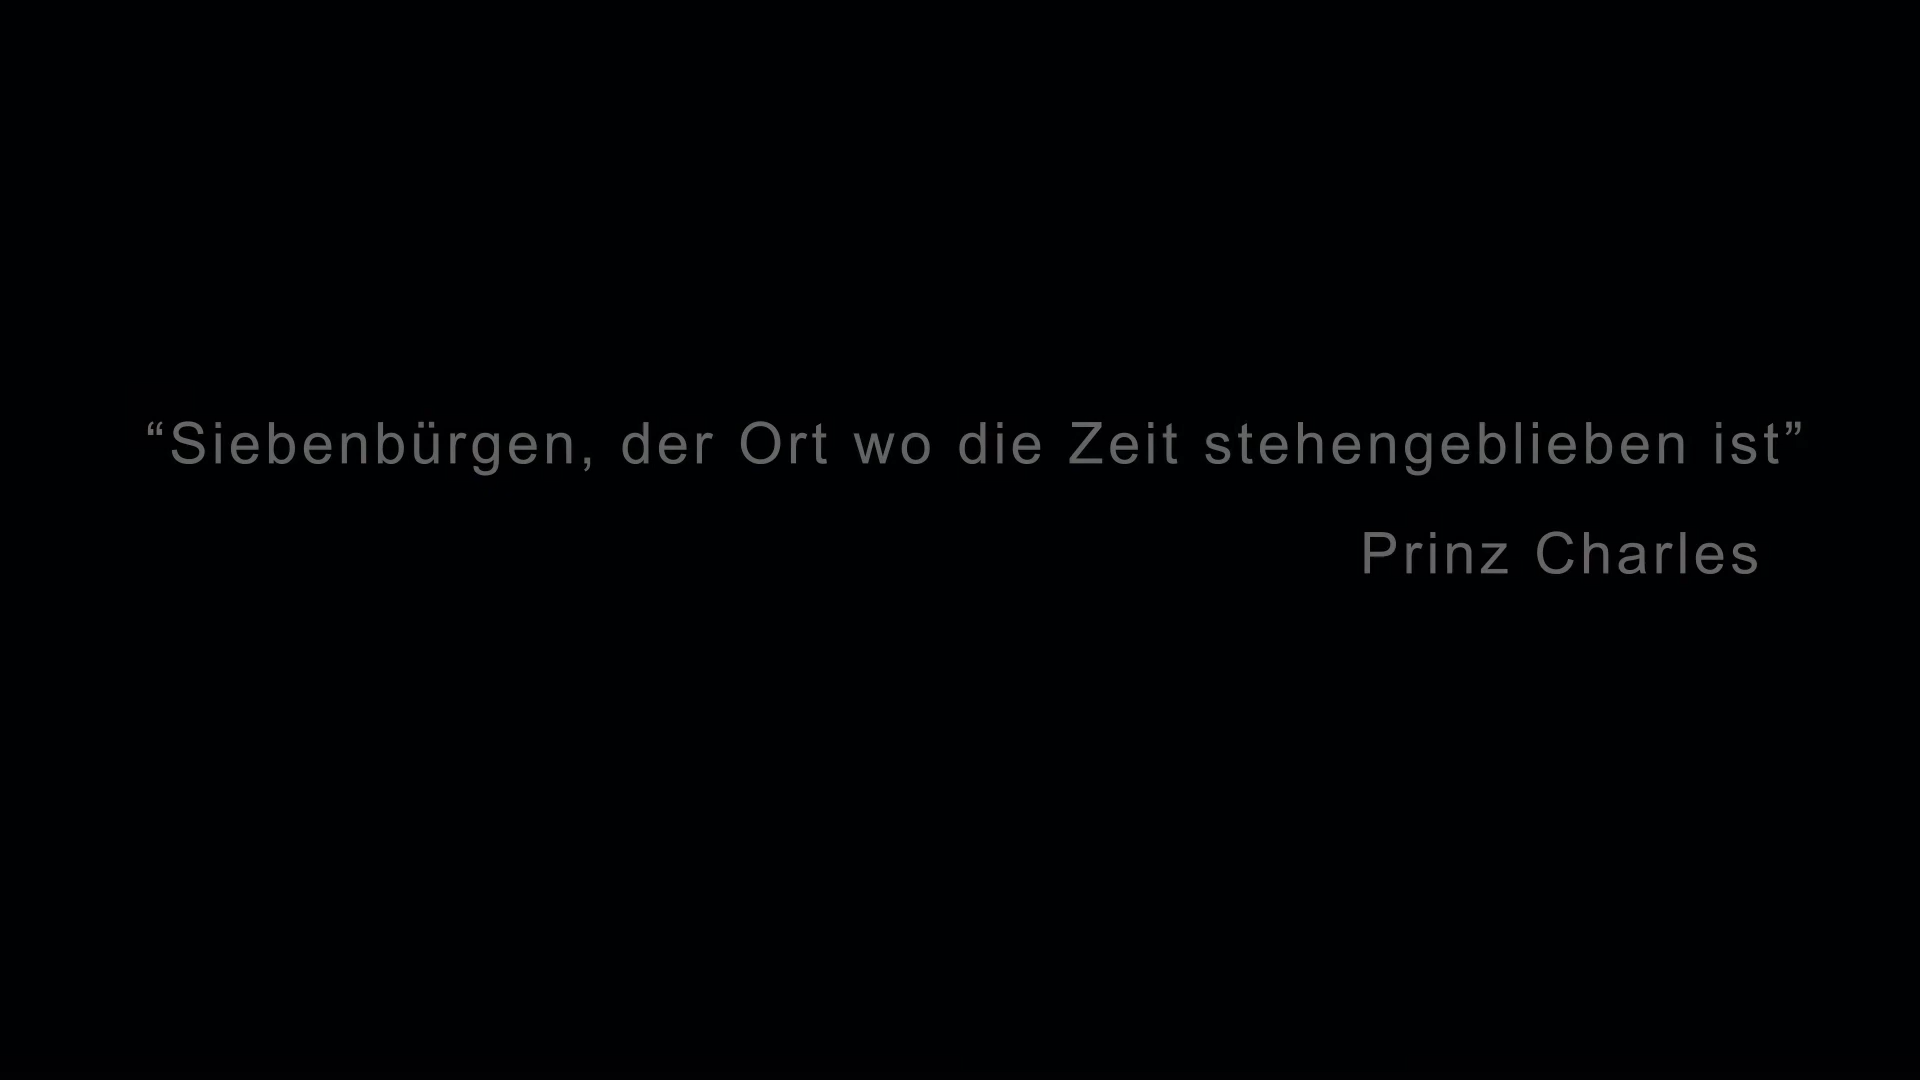 “Siebenbürgen, der Ort wo die Zeit stehengeblieben ist”
Prinz Charles